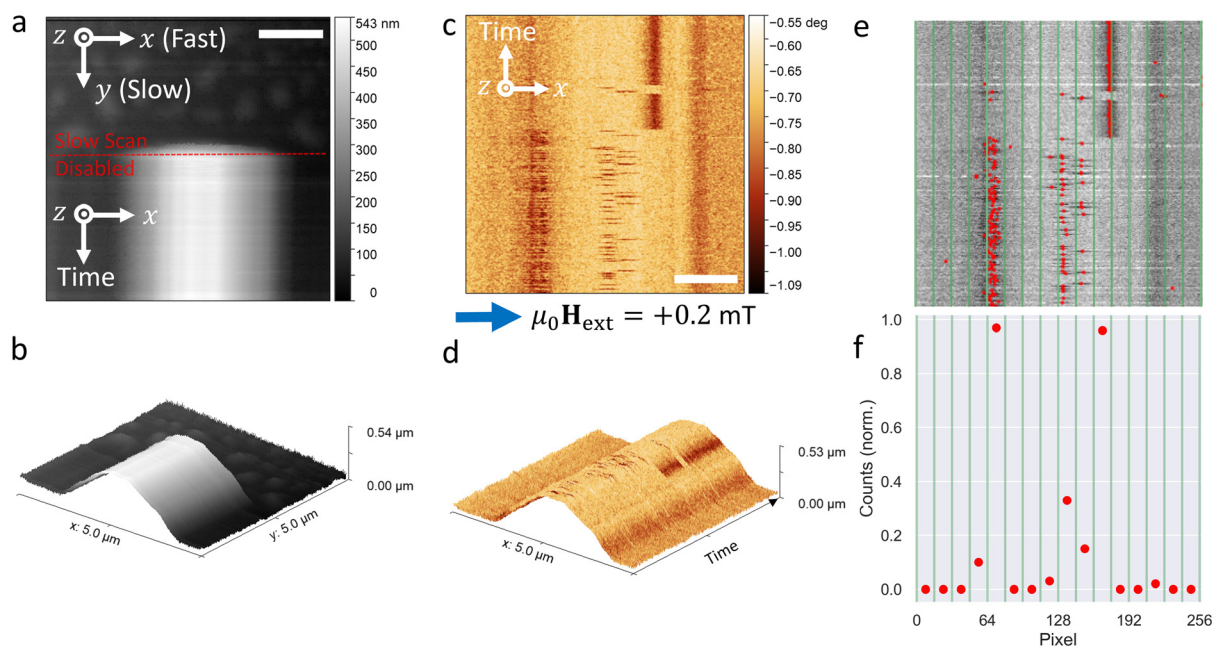 a
z
x (Fast)
y (Slow)
Slow Scan
Disabled
z
x
Time
543 nm
500
450
400
350
300
250
200
150
100
0
c
Time
z
x
−0.55 deg
−0.60
−0.65
−0.70
−0.75
−0.80
−0.85
−0.90
−0.95
−1.00
−1.09
μ₀H_ext = +0.2 mT
e
b
0.54 μm
0.00 μm
x: 5.0 μm
y: 5.0 μm
d
0.53 μm
0.00 μm
x: 5.0 μm
Time
f
1.0
0.8
0.6
0.4
0.2
0.0
Counts (norm.)
0 64 128 192 256
Pixel